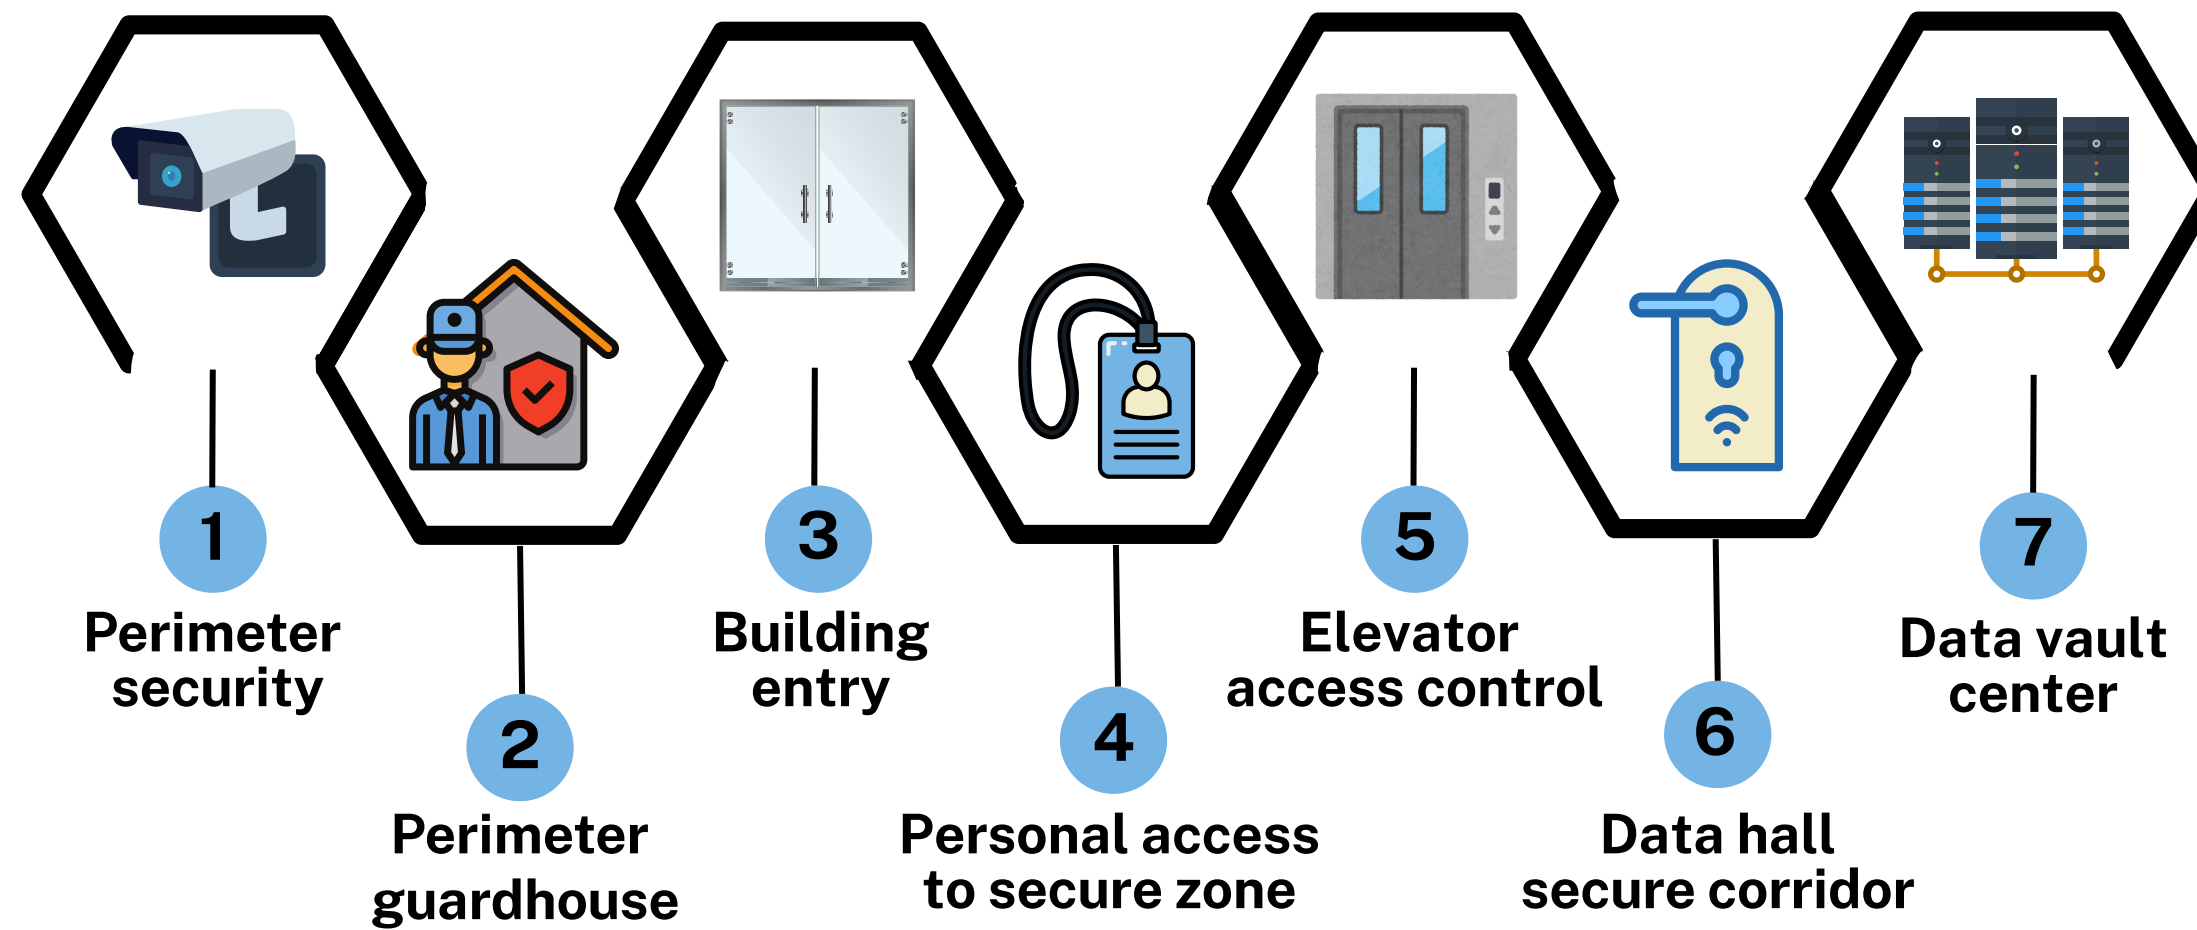 1
Perimeter
security
2
Perimeter
guardhouse
3
Building
entry
4
Personal access
to secure zone
5
Elevator
access control
6
Data hall
secure corridor
7
Data vault
center